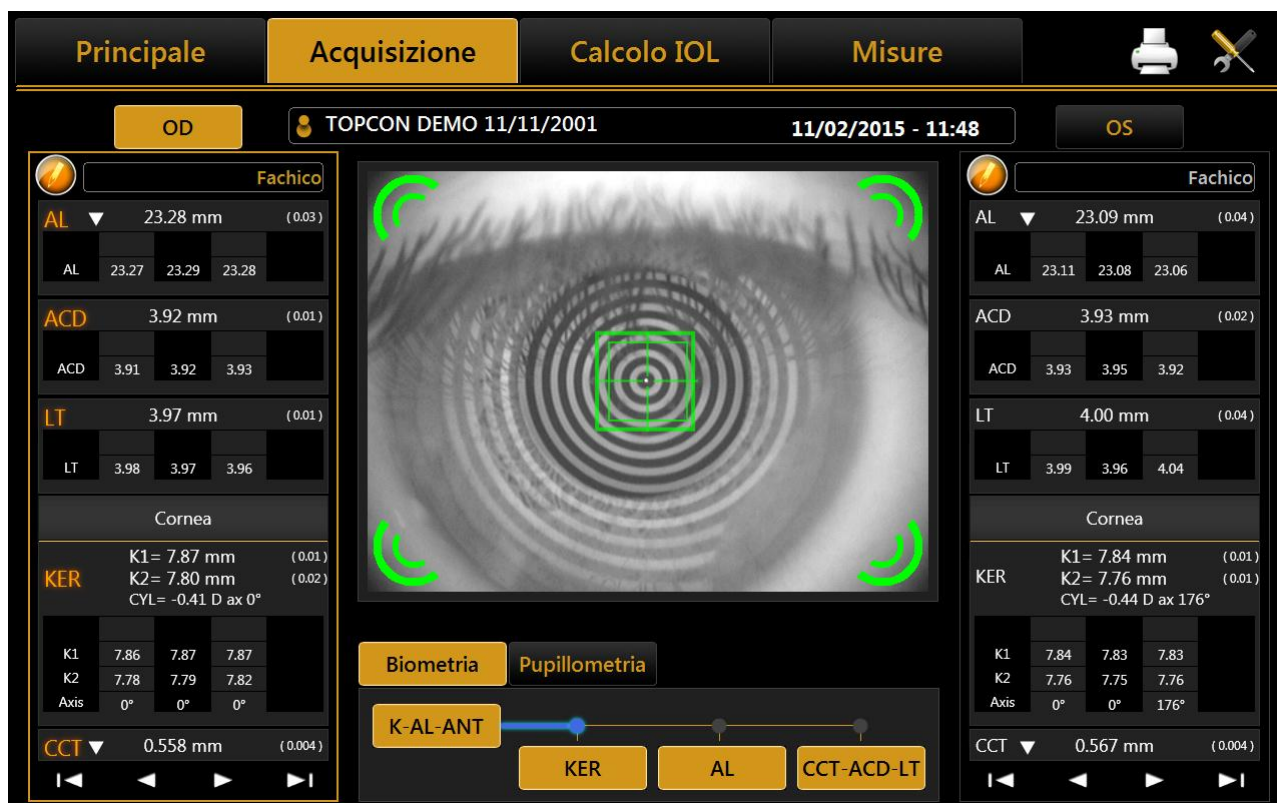 Principale Acquisizione Calcolo IOL Misure
OD TOPCON DEMO 11/11/2001 11/02/2015 - 11:48 OS
Fachico
AL 23.28 mm (0.03)
AL 23.27 23.29 23.28
ACD 3.92 mm (0.01)
ACD 3.91 3.92 3.93
LT 3.97 mm (0.01)
LT 3.98 3.97 3.96
Cornea
KER K1= 7.87 mm (0.01)
K2= 7.80 mm (0.02)
CYL= -0.41 D ax 0°
K1 7.86 7.87 7.87
K2 7.78 7.79 7.82
Axis 0° 0° 0°
CCT 0.558 mm (0.004)
Biometria Pupillometria
K-AL-ANT
KER AL CCT-ACD-LT
Fachico
AL 23.09 mm (0.04)
AL 23.11 23.08 23.06
ACD 3.93 mm (0.02)
ACD 3.93 3.95 3.92
LT 4.00 mm (0.04)
LT 3.99 3.96 4.04
Cornea
KER K1= 7.84 mm (0.01)
K2= 7.76 mm (0.01)
CYL= -0.44 D ax 176°
K1 7.84 7.83 7.83
K2 7.76 7.75 7.76
Axis 0° 0° 176°
CCT 0.567 mm (0.004)